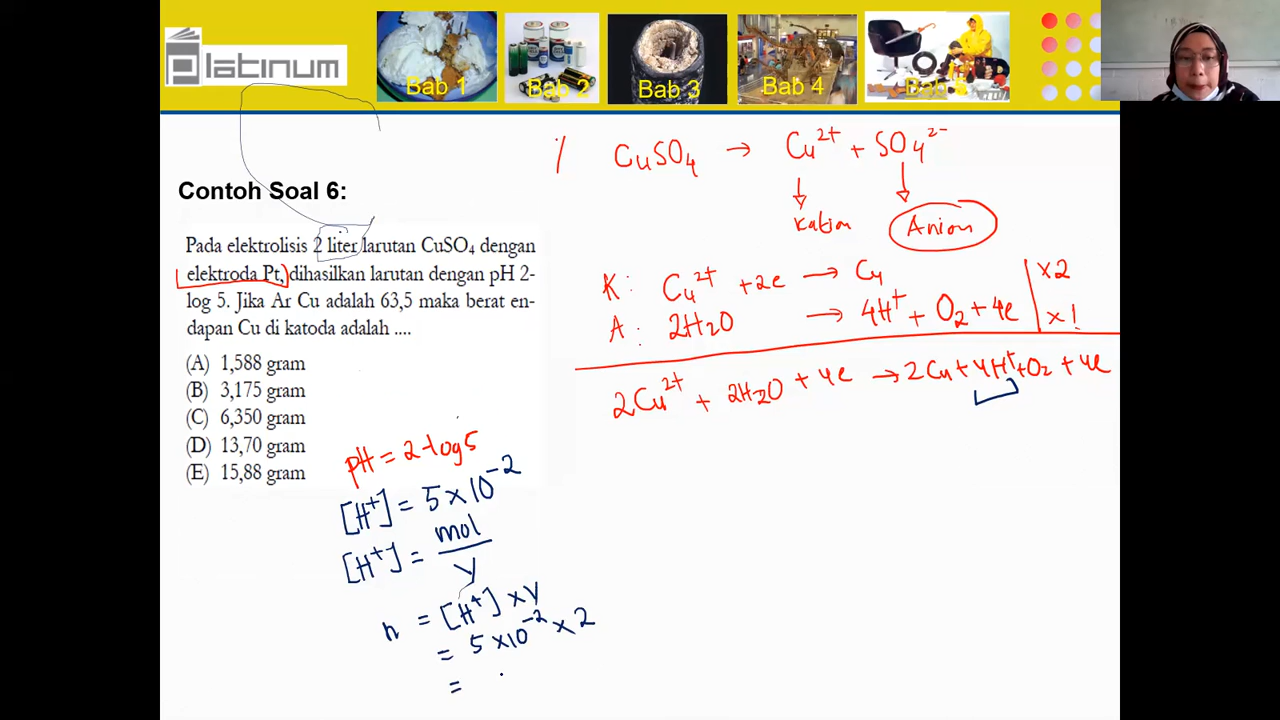 Platinum
Bab 1
Bab 2
Bab 3
Bab 4
Bab
Contoh Soal 6:
Pada elektrolisis 2 liter larutan CuSO₄ dengan
elektroda Pt, dihasilkan larutan dengan pH 2-
log 5. Jika Ar Cu adalah 63,5 maka berat en-
dapan Cu di katoda adalah ....
(A) 1,588 gram
(B) 3,175 gram
(C) 6,350 gram
(D) 13,70 gram
(E) 15,88 gram
CuSO₄ → Cu²⁺ + SO₄²⁻
Kation
Anion
K: Cu²⁺ + 2e → Cu | x2
A: 2H₂O → 4H⁺ + O₂ + 4e | x1
2Cu²⁺ + 2H₂O + 4e → 2Cu + 4H⁺ + O₂ + 4e
pH = 2-log5
[H⁺] = 5 x 10⁻²
[H⁺] = mol
V
n = [H⁺] x V
= 5 x 10⁻² x 2
=